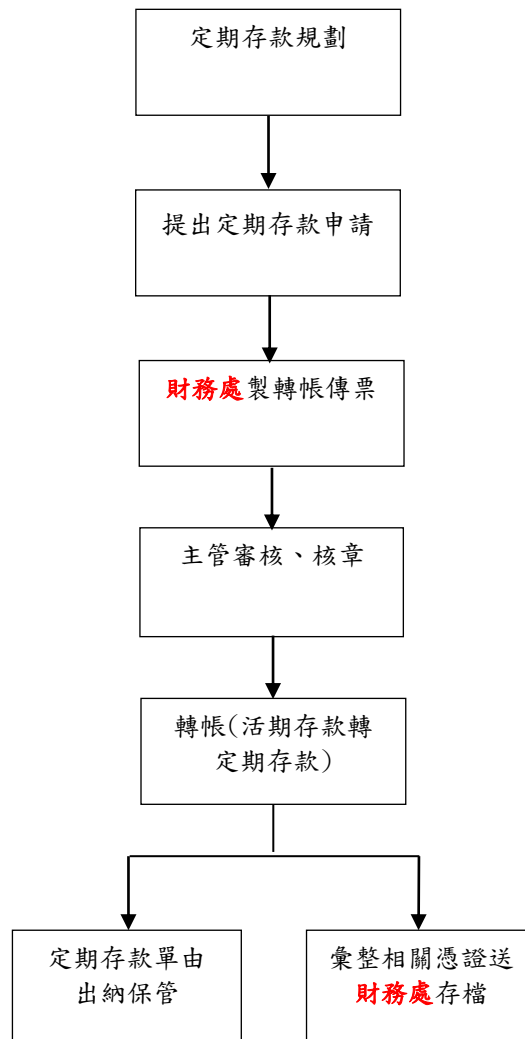 定期存款規劃
提出定期存款申請
財務處製轉帳傳票
主管審核、核章
轉帳(活期存款轉
定期存款)
定期存款單由
出納保管
彙整相關憑證送
財務處存檔